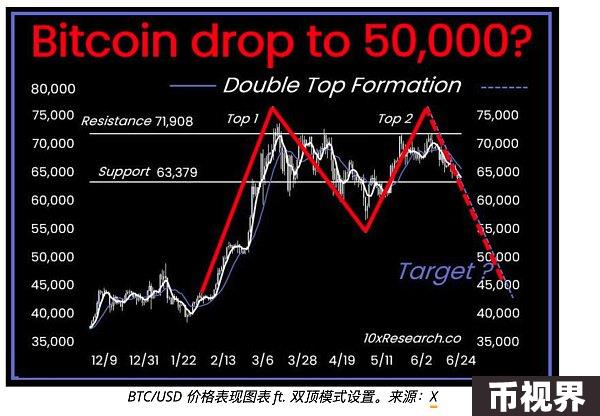 Bitcoin drop to 50,000?
Double Top Formation
80,000
75,000
70,000
65,000
60,000
55,000
50,000
45,000
40,000
35,000
Resistance 71,908
Top 1
Top 2
Support 63,379
75,000
70,000
65,000
60,000
55,000
50,000
45,000
40,000
35,000
Target ?
10xResearch.co
12/9 12/31 1/22 2/13 3/6 3/28 4/19 5/11 6/2 6/24
BTC/USD 价格表现图表 ft. 双顶模式设置。来源：X
币视界